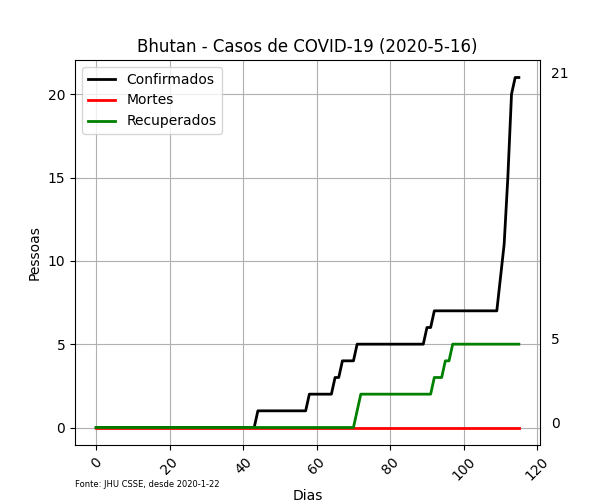 Bhutan - Casos de COVID-19 (2020-5-16)
Confirmados
Mortes
Recuperados
21
20
15
10
5
5
0
0
Pessoas
0 20 40 60 80 100 120
Fonte: JHU CSSE, desde 2020-1-22
Dias